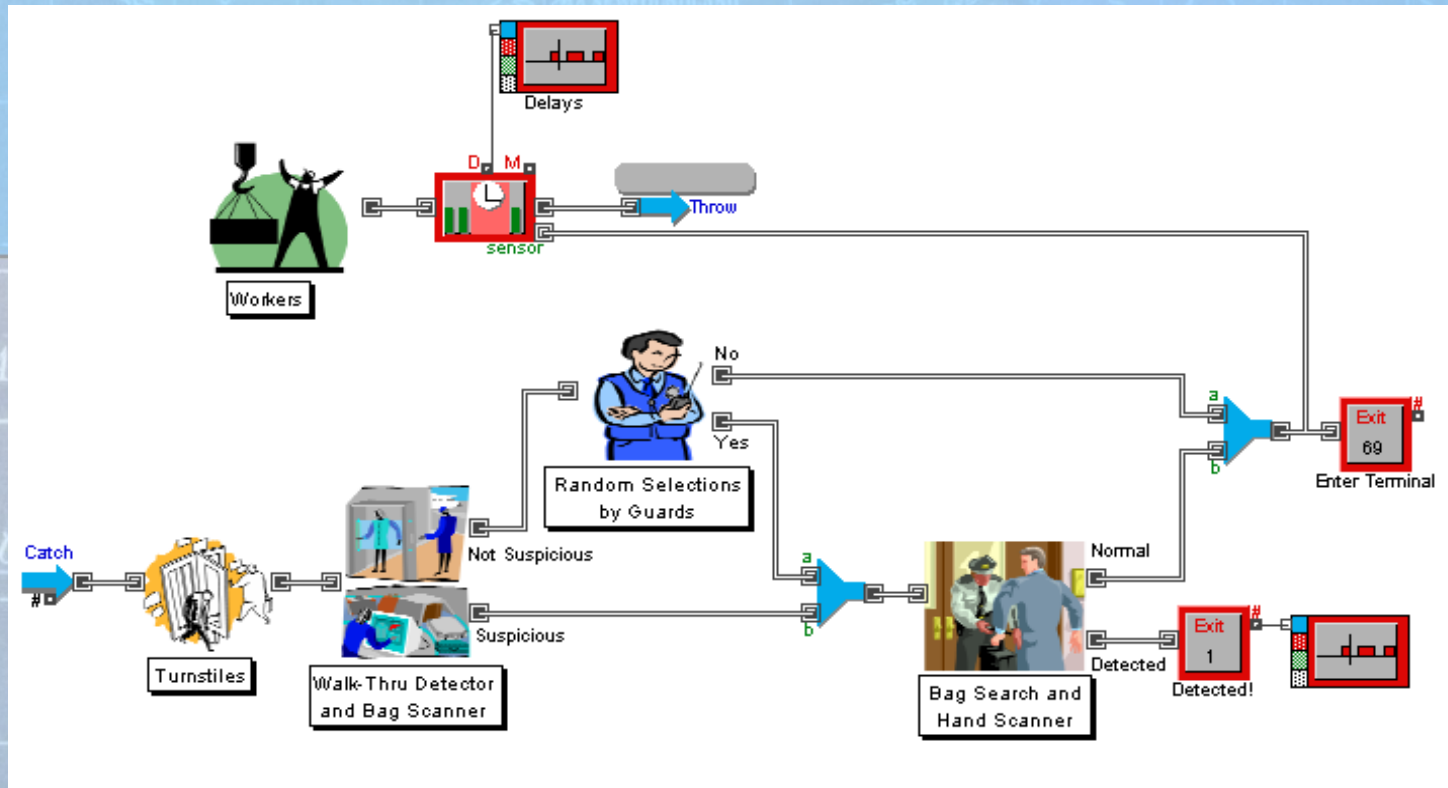 Delays
D M
Throw
sensor
Workers
No
Yes
a
b
#
Exit
69
Enter Terminal
Random Selections
by Guards
Catch
#
Not Suspicious
Suspicious
a
b
Turnstiles
Walk-Thru Detector
and Bag Scanner
Normal
Detected
Bag Search and
Hand Scanner
#
Exit
1
Detected!